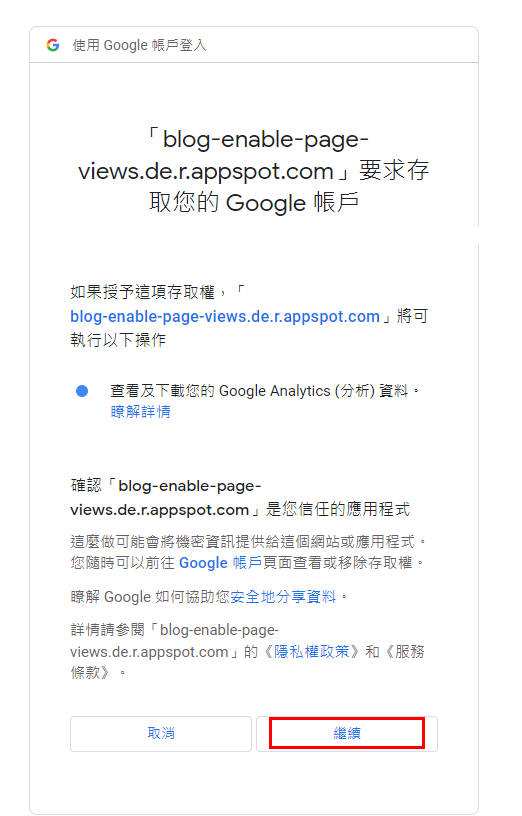 使用 Google 帳戶登入
「blog-enable-page-
views.de.r.appspot.com」要求存
取您的 Google 帳戶
如果授予這項存取權，「
blog-enable-page-views.de.r.appspot.com」將可
執行以下操作
查看及下載您的 Google Analytics (分析) 資料。
瞭解詳情
確認「blog-enable-page-
views.de.r.appspot.com」是您信任的應用程式
這麼做可能會將機密資訊提供給這個網站或應用程式。
您隨時可以前往 Google 帳戶頁面查看或移除存取權。
瞭解 Google 如何協助您安全地分享資料。
詳情請參閱「blog-enable-page-
views.de.r.appspot.com」的《隱私權政策》和《服務
條款》。
取消
繼續